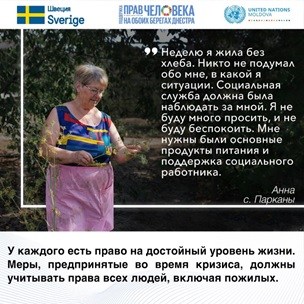 Швеция
Sverige
ПОДДЕРЖКА
ПРАВ ЧЕЛОВЕКА
НА ОБОИХ БЕРЕГАХ ДНЕСТРА
UNITED NATIONS
MOLDOVA
"Неделю я жила без
хлеба. Никто не подумал
обо мне, в какой я
ситуации. Социальная
служба должна была
наблюдать за мной. Я не
буду много просить, и не
буду беспокоить. Мне
нужны были основные
продукты питания и
поддержка социального
работника.
Анна
с. Парканы
У каждого есть право на достойный уровень жизни.
Меры, предпринятые во время кризиса, должны
учитывать права всех людей, включая пожилых.